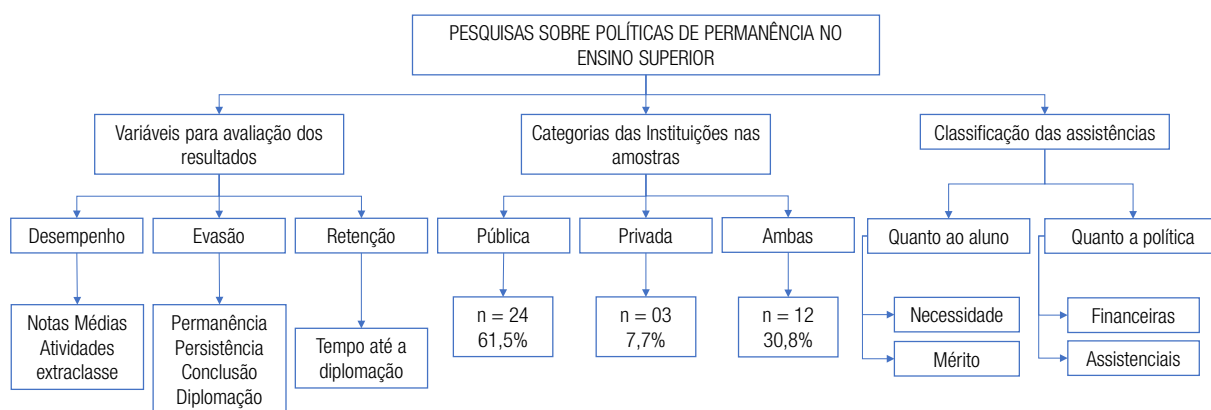 PESQUISAS SOBRE POLÍTICAS DE PERMANÊNCIA NO
ENSINO SUPERIOR
Variáveis para avaliação dos
resultados
Categorias das Instituições nas
amostras
Classificação das assistências
Desempenho
Evasão
Retenção
Pública
Privada
Ambas
Quanto ao aluno
Quanto a política
Notas Médias
Atividades
extraclasse
Permanência
Persistência
Conclusão
Diplomação
Tempo até a
diplomação
n = 24
61,5%
n = 03
7,7%
n = 12
30,8%
Necessidade
Mérito
Financeiras
Assistenciais